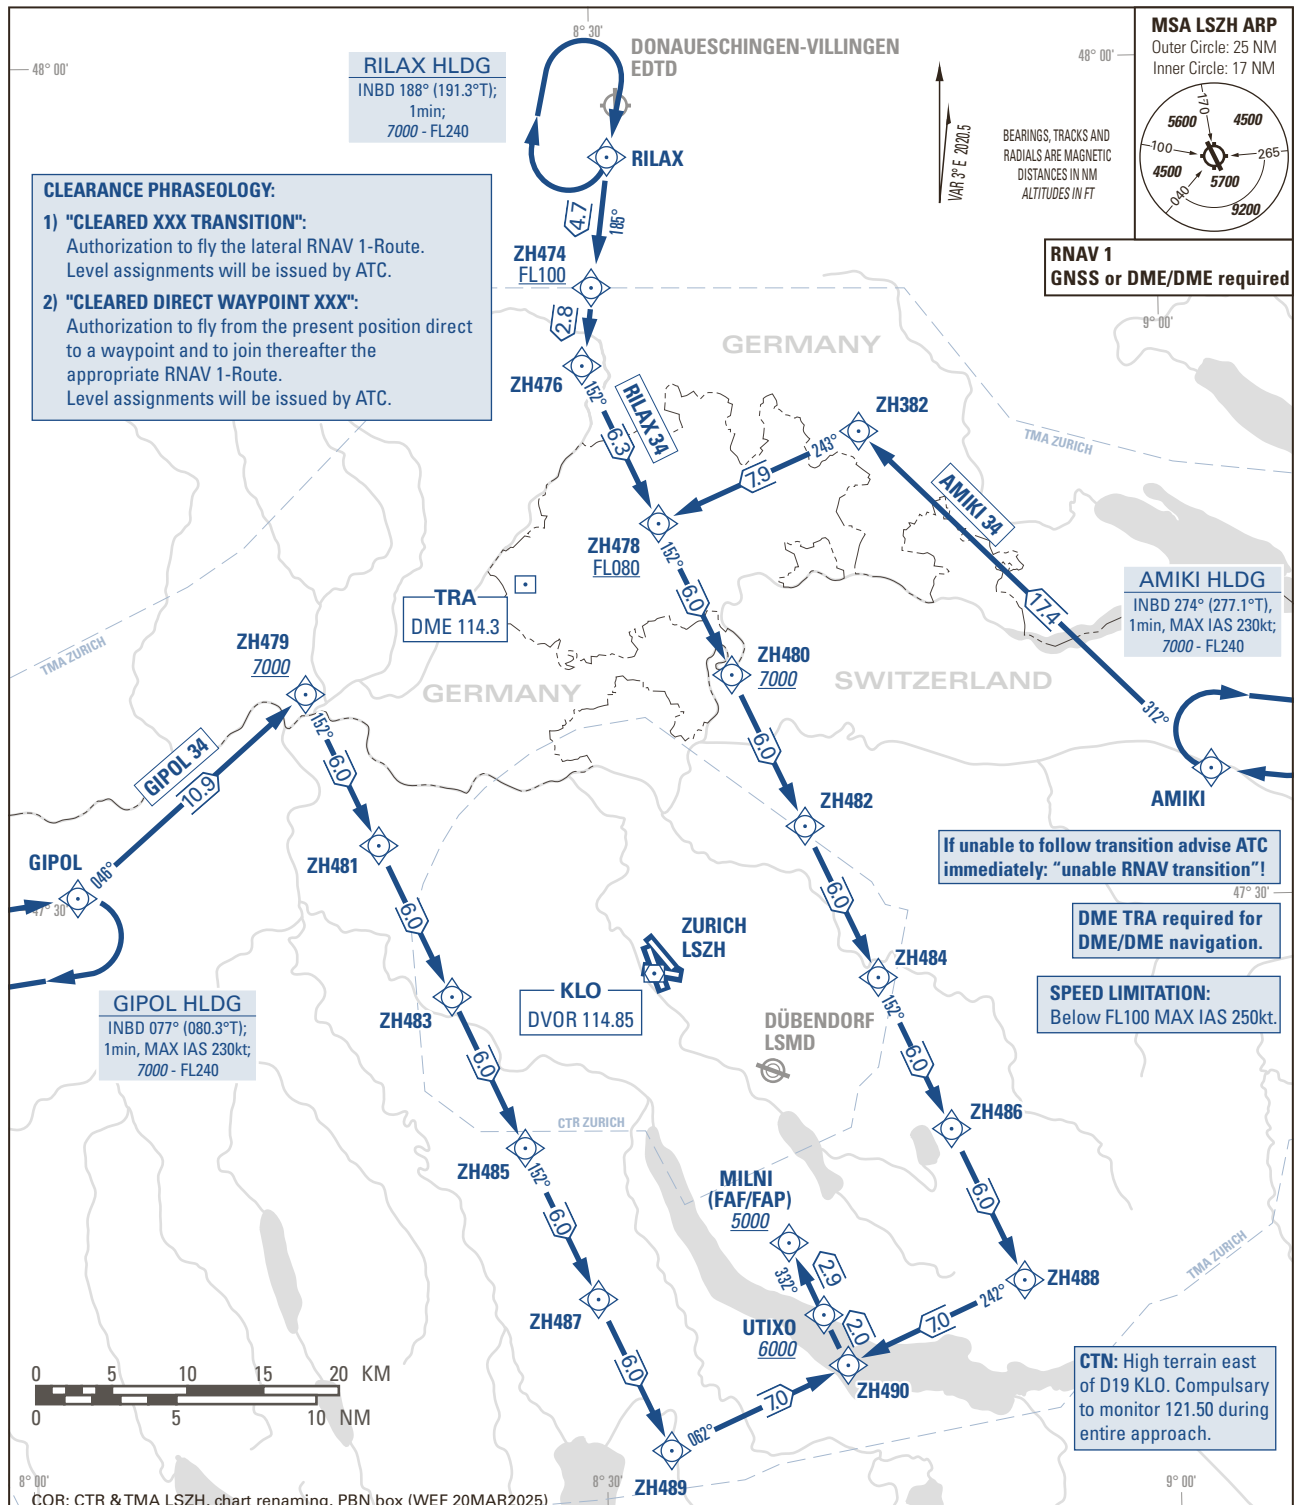 8° 30'
48° 00'
DONAUESCHINGEN-VILLINGEN
EDTD
48° 00'
MSA LSZH ARP
Outer Circle: 25 NM
Inner Circle: 17 NM
170
5600
4500
100
265
4500
5700
040
9200
RILAX HLDG
INBD 188° (191.3°T);
1min;
7000 - FL240
VAR 3° E 2020.5
BEARINGS, TRACKS AND
RADIALS ARE MAGNETIC
DISTANCES IN NM
ALTITUDES IN FT
RILAX
CLEARANCE PHRASEOLOGY:
1) "CLEARED XXX TRANSITION":
Authorization to fly the lateral RNAV 1-Route.
Level assignments will be issued by ATC.
2) "CLEARED DIRECT WAYPOINT XXX":
Authorization to fly from the present position direct
to a waypoint and to join thereafter the
appropriate RNAV 1-Route.
Level assignments will be issued by ATC.
4.7
185°
RNAV 1
GNSS or DME/DME required
ZH474
FL100
2.8
9° 00'
GERMANY
ZH476
152°
RILAX 34
6.3
ZH382
243°
TMA ZURICH
7.9
AMIKI 34
ZH478
FL080
152°
TRA
DME 114.3
6.0
17.4
AMIKI HLDG
INBD 274° (277.1°T),
1min, MAX IAS 230kt;
7000 - FL240
TMA ZURICH
ZH479
7000
ZH480
7000
GERMANY
SWITZERLAND
312°
152°
GIPOL 34
10.9
6.0
6.0
AMIKI
ZH482
ZH481
GIPOL
046°
If unable to follow transition advise ATC
immediately: “unable RNAV transition”!
47° 30'
47° 30'
6.0
6.0
DME TRA required for
DME/DME navigation.
ZURICH
LSZH
ZH484
GIPOL HLDG
INBD 077° (080.3°T);
1min, MAX IAS 230kt;
7000 - FL240
ZH483
KLO
DVOR 114.85
152°
SPEED LIMITATION:
Below FL100 MAX IAS 250kt.
DÜBENDORF
LSMD
6.0
6.0
ZH486
CTR ZURICH
ZH485
152°
MILNI
(FAF/FAP)
5000
6.0
6.0
TMA ZURICH
332°
2.9
ZH488
242°
ZH487
UTIXO
6000
2.0
7.0
6.0
CTN: High terrain east
of D19 KLO. Compulsary
to monitor 121.50 during
entire approach.
0 5 10 15 20 KM
0 5 10 NM
ZH490
7.0
062°
ZH489
8° 00'
8° 30'
9° 00'
COR: CTR & TMA LSZH, chart renaming, PBN box (WEF 20MAR2025)